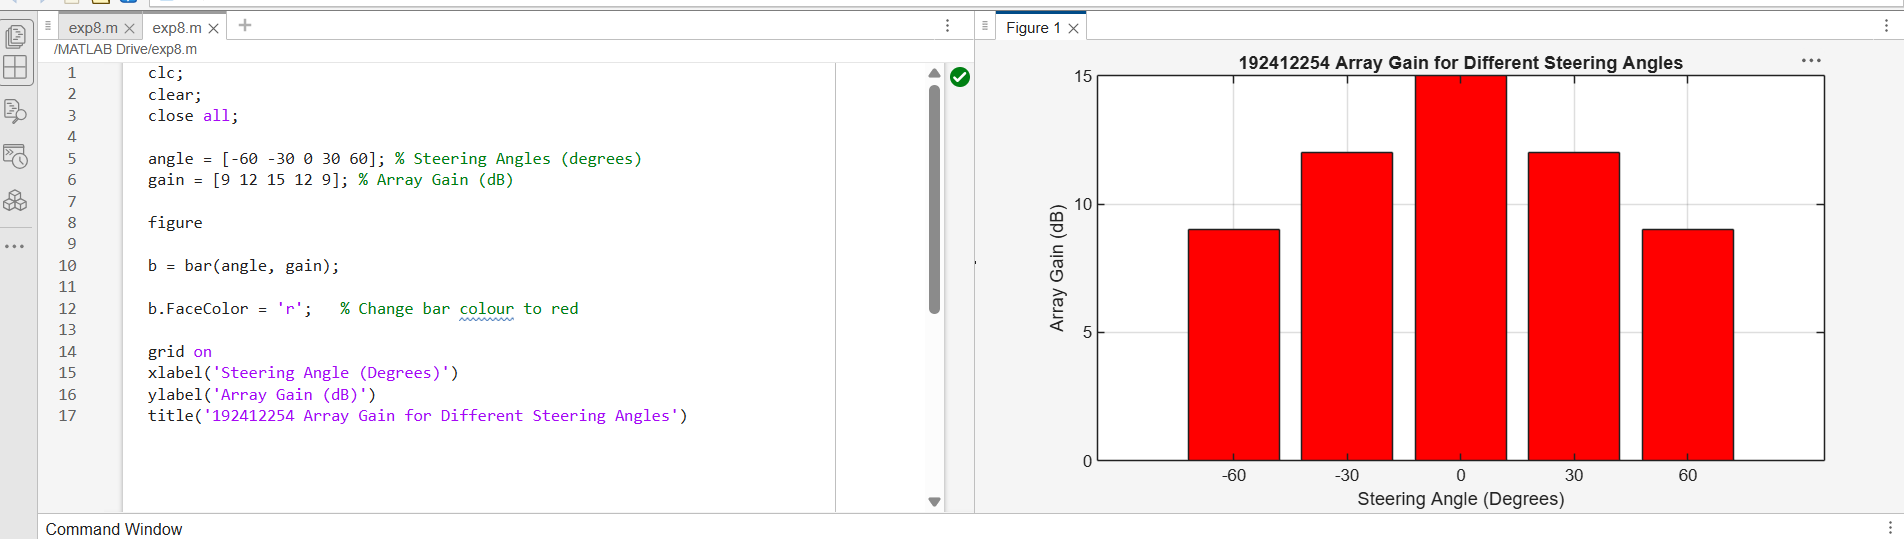 exp8.m
exp8.m
/MATLAB Drive/exp8.m
1 clc;
2 clear;
3 close all;
4
5 angle = [-60 -30 0 30 60]; % Steering Angles (degrees)
6 gain = [9 12 15 12 9]; % Array Gain (dB)
7
8 figure
9
10 b = bar(angle, gain);
11
12 b.FaceColor = 'r';   % Change bar colour to red
13
14 grid on
15 xlabel('Steering Angle (Degrees)')
16 ylabel('Array Gain (dB)')
17 title('192412254 Array Gain for Different Steering Angles')
Command Window
Figure 1
192412254 Array Gain for Different Steering Angles
Array Gain (dB)
15
10
5
0
-60 -30 0 30 60
Steering Angle (Degrees)